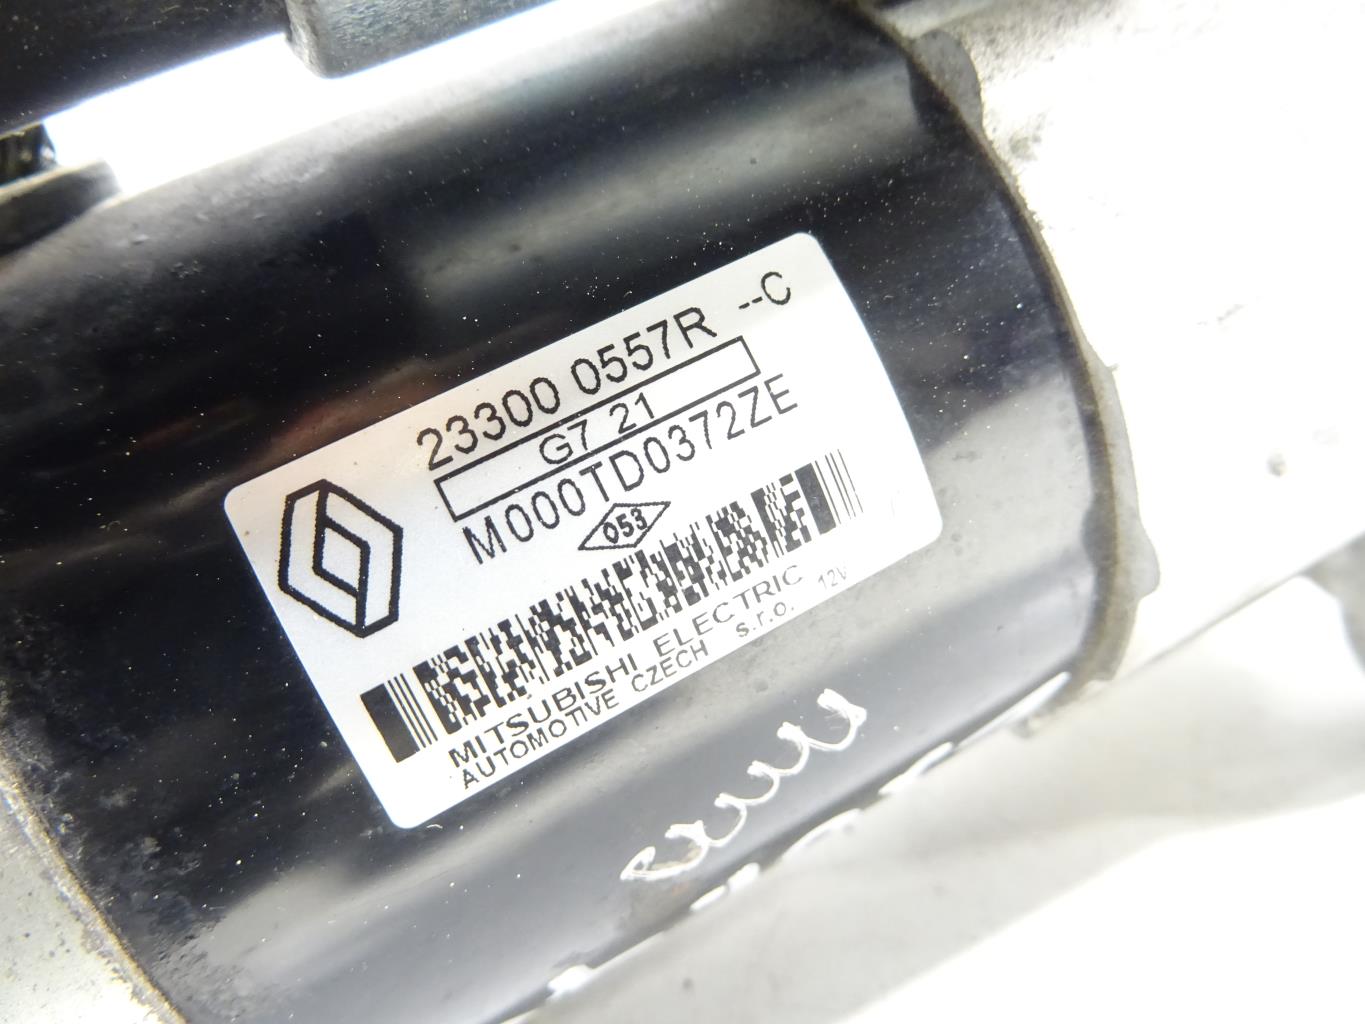 23300 0557R --C
G7 21
M000TD0372ZE
053
MITSUBISHI ELECTRIC
AUTOMOTIVE CZECH s.r.o. 12V